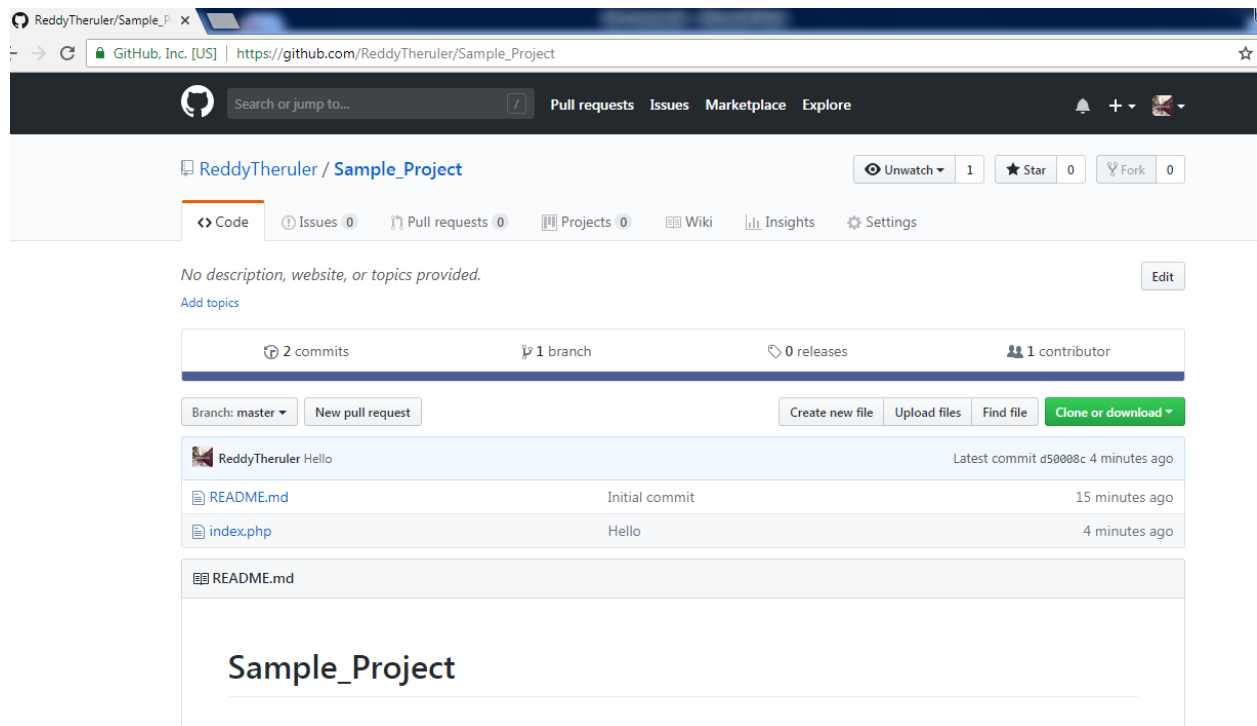 ReddyTheruler/Sample_P
GitHub, Inc. [US] | https://github.com/ReddyTheruler/Sample_Project
Search or jump to... / Pull requests Issues Marketplace Explore
ReddyTheruler / Sample_Project Unwatch 1 Star 0 Fork 0
Code Issues 0 Pull requests 0 Projects 0 Wiki Insights Settings
No description, website, or topics provided. Edit
Add topics
2 commits 1 branch 0 releases 1 contributor
Branch: master New pull request Create new file Upload files Find file Clone or download
ReddyTheruler Hello Latest commit d50008c 4 minutes ago
README.md Initial commit 15 minutes ago
index.php Hello 4 minutes ago
README.md
Sample_Project